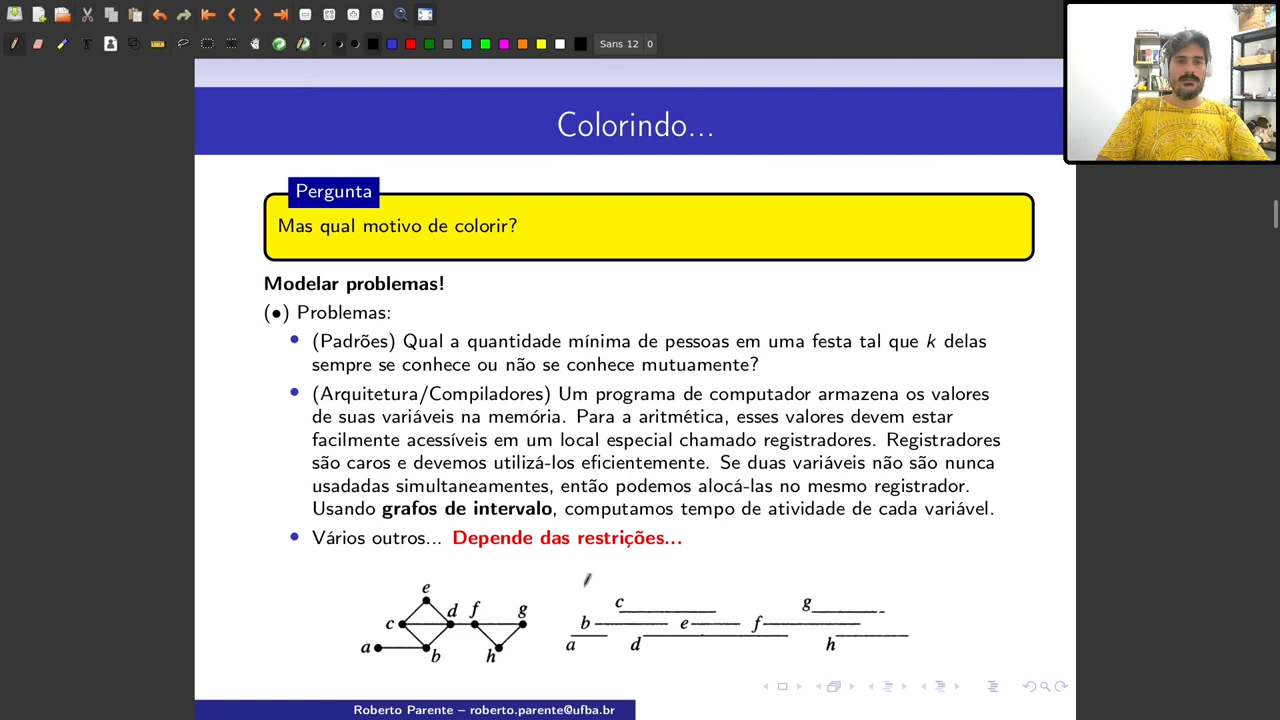 Sans 12 0
Colorindo...
Pergunta
Mas qual motivo de colorir?
Modelar problemas!
(•) Problemas:
• (Padrões) Qual a quantidade mínima de pessoas em uma festa tal que k delas
sempre se conhece ou não se conhece mutuamente?
• (Arquitetura/Compiladores) Um programa de computador armazena os valores
de suas variáveis na memória. Para a aritmética, esses valores devem estar
facilmente acessíveis em um local especial chamado registradores. Registradores
são caros e devemos utilizá-los eficientemente. Se duas variáveis não são nunca
usadadas simultaneamentes, então podemos alocá-las no mesmo registrador.
Usando grafos de intervalo, computamos tempo de atividade de cada variável.
• Vários outros... Depende das restrições...
e
c d f g
a b h
c g
b e f
a d h
Roberto Parente – roberto.parente@ufba.br